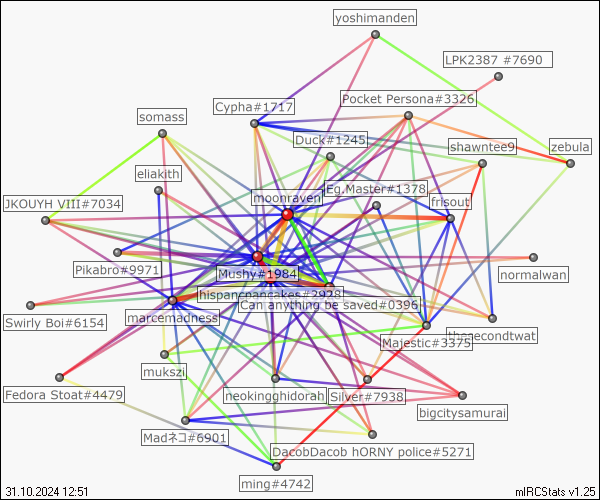 yoshimanden
LPK2387 #7690
Pocket Persona#3326
Cypha#1717
somass
Duck#1245
shawntee9
zebula
eliakith
Eg.Master#1378
moonraven
frisout
JKOUYH VIII#7034
Pikabro#9971
Mushy#1984
normalwan
hispanicpancakes#2928
Can anything be saved#0396
Swirly Boi#6154
marcemadness
thesecondtwat
Majestic#3375
mukszi
Fedora Stoat#4479
neokingghidorah
Silver#7938
bigcitysamurai
Madネコ#6901
DacobDacob hORNY police#5271
ming#4742
31.10.2024 12:51
mIRCStats v1.25